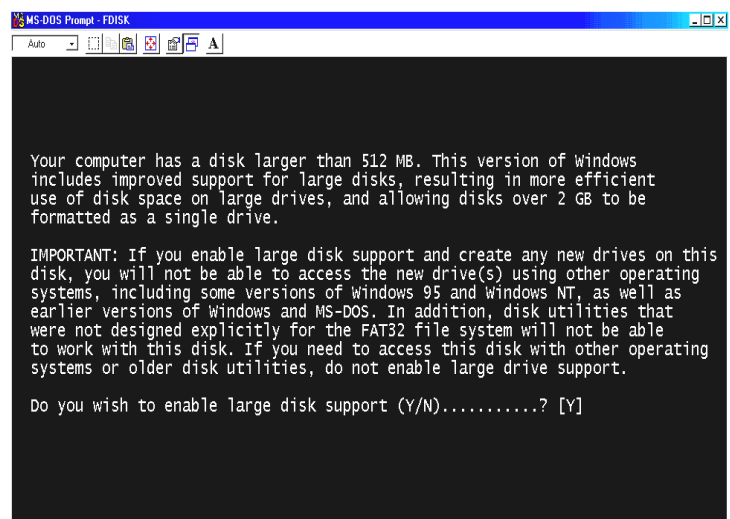 MS-DOS Prompt - FDISK
Auto
A
Your computer has a disk larger than 512 MB. This version of Windows
includes improved support for large disks, resulting in more efficient
use of disk space on large drives, and allowing disks over 2 GB to be
formatted as a single drive.
IMPORTANT: If you enable large disk support and create any new drives on this
disk, you will not be able to access the new drive(s) using other operating
systems, including some versions of Windows 95 and Windows NT, as well as
earlier versions of Windows and MS-DOS. In addition, disk utilities that
were not designed explicitly for the FAT32 file system will not be able
to work with this disk. If you need to access this disk with other operating
systems or older disk utilities, do not enable large drive support.
Do you wish to enable large disk support (Y/N)...........? [Y]